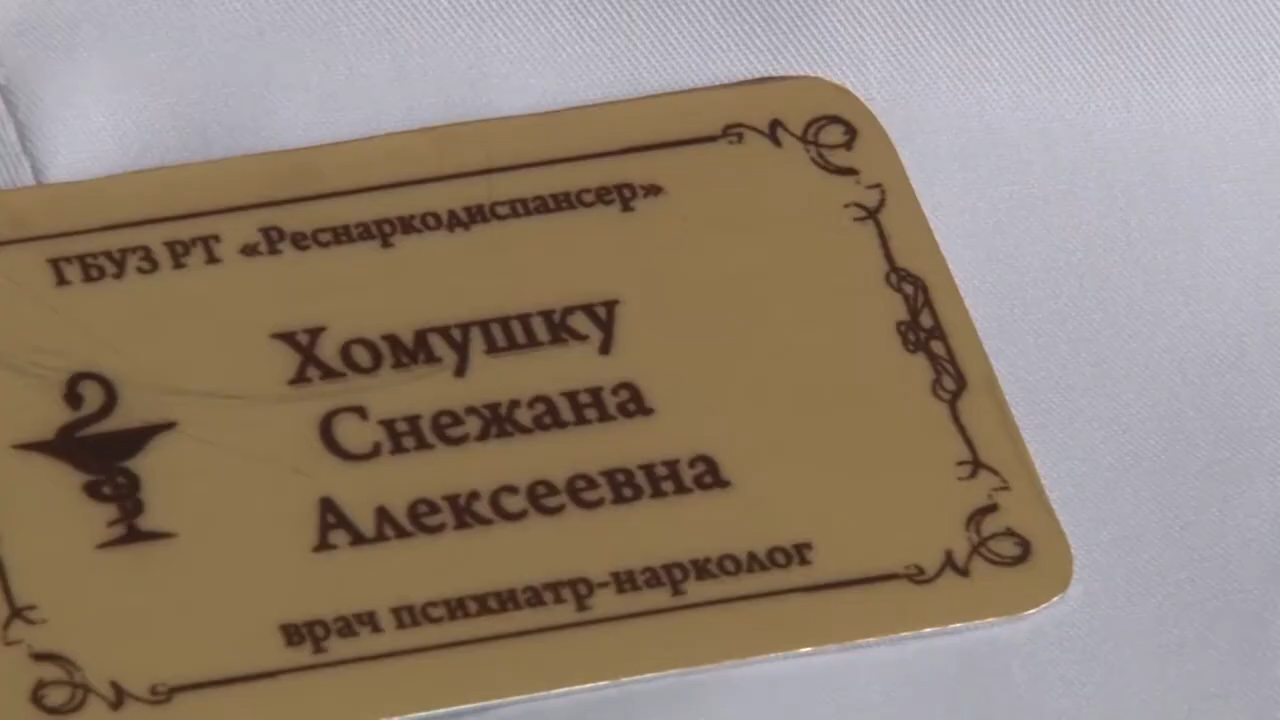 ГБУЗ РТ «Реснаркодиспансер»
Хомушку
Снежана
Алексеевна
врач психиатр-нарколог